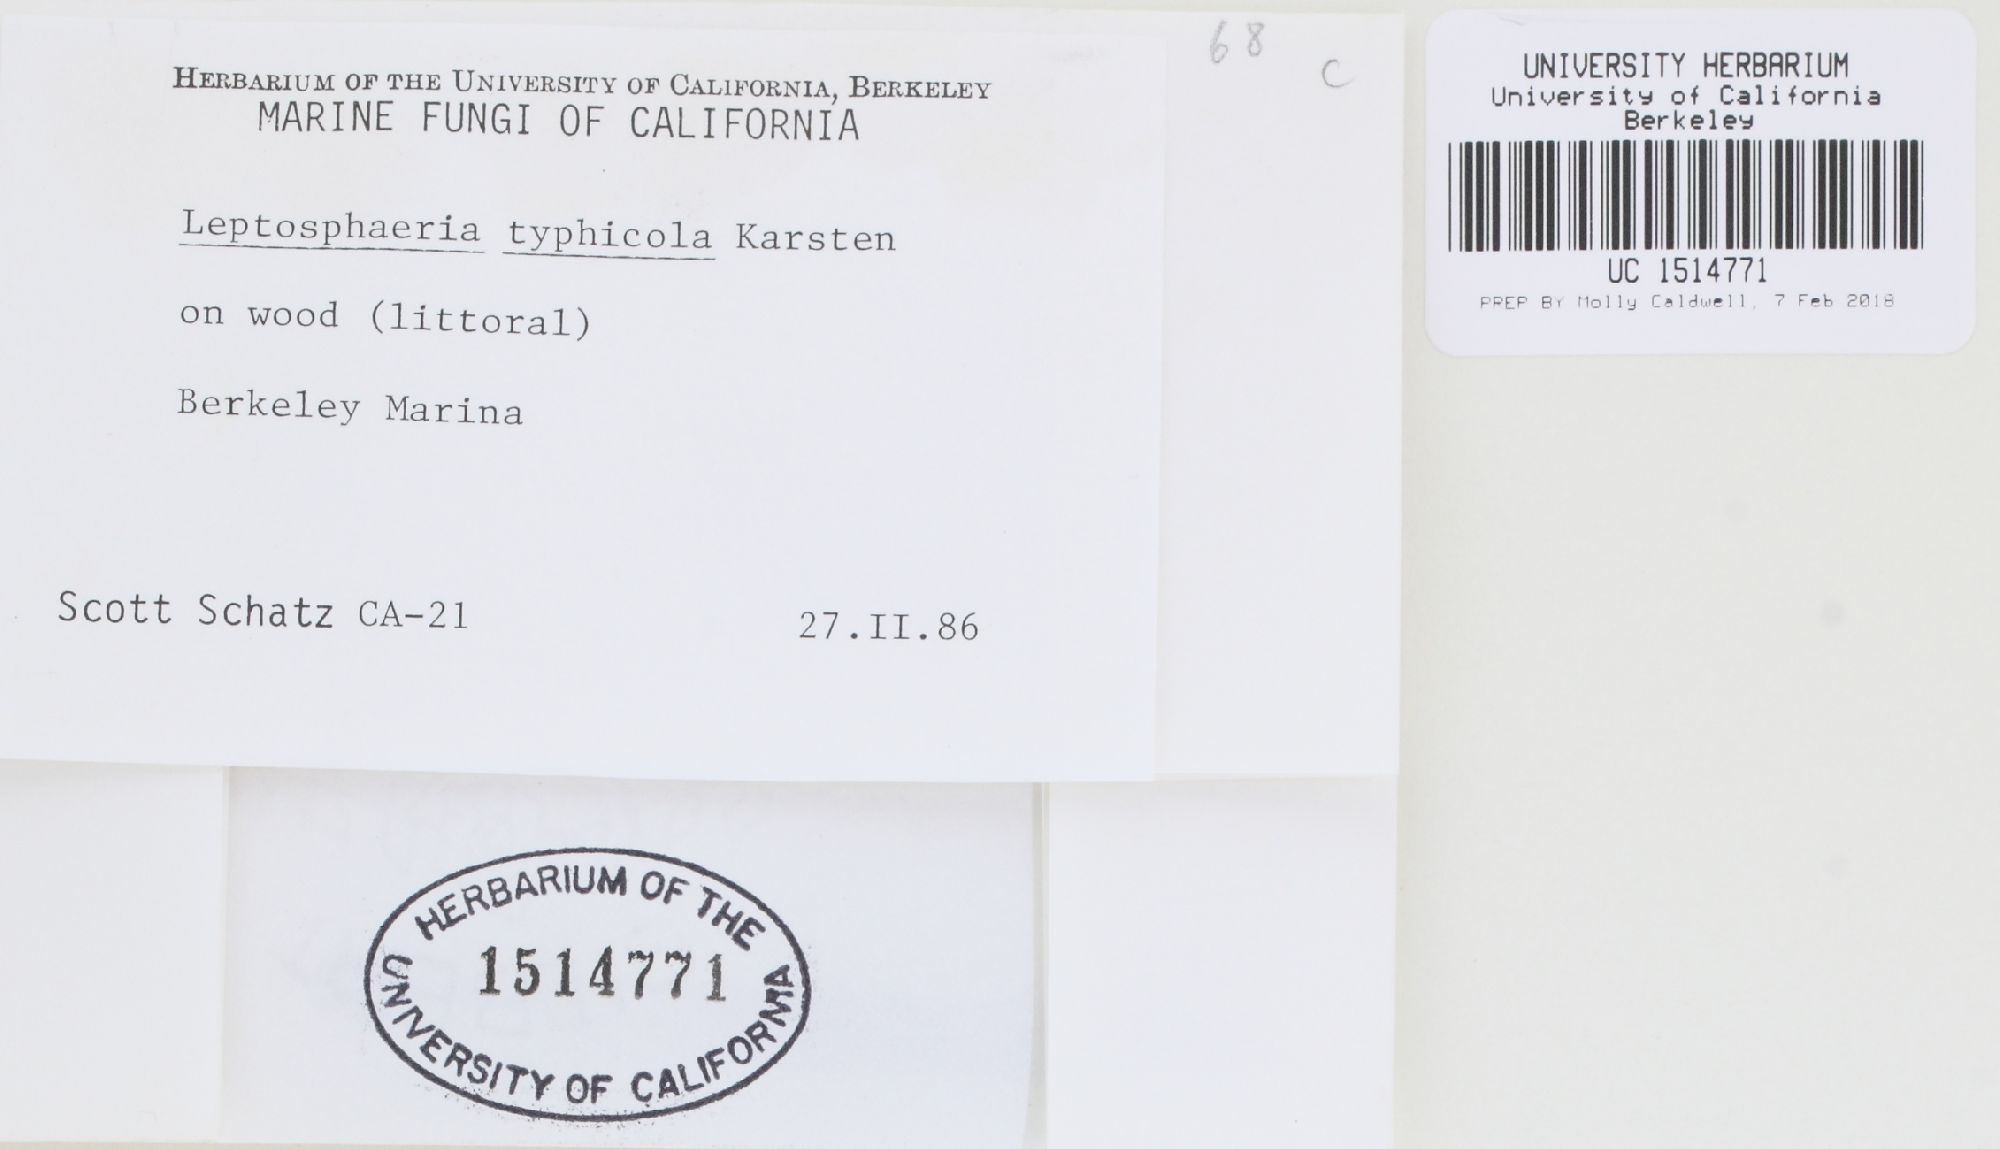 68
C
HERBARIUM OF THE UNIVERSITY OF CALIFORNIA, BERKELEY
MARINE FUNGI OF CALIFORNIA
Leptosphaeria typhicola Karsten
on wood (littoral)
Berkeley Marina
Scott Schatz CA-21
27.II.86
UNIVERSITY HERBARIUM
University of California
Berkeley
UC 1514771
PREP BY Molly Caldwell, 7 Feb 2018
HERBARIUM OF THE
1514771
UNIVERSITY OF CALIFORNIA